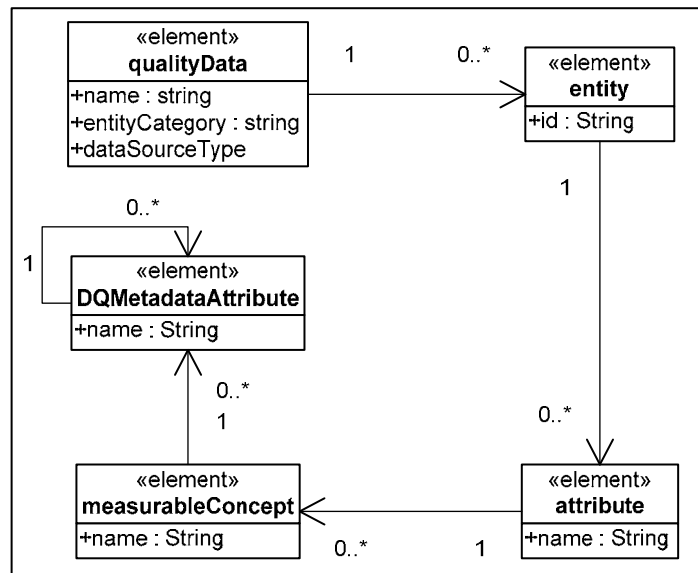 «element»
qualityData
+name : string
+entityCategory : string
+dataSourceType
1
0..*
«element»
entity
+id : String
1
0..*
0..*
1
«element»
DQMetadataAttribute
+name : String
0..*
1
«element»
measurableConcept
+name : String
0..*
1
«element»
attribute
+name : String